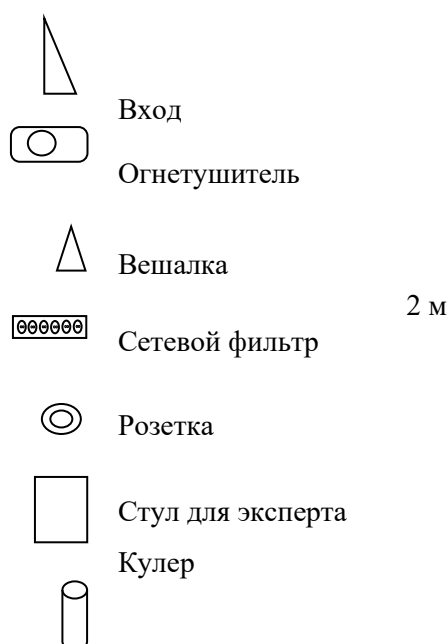 Вход
Огнетушитель
Вешалка
2 м
Сетевой фильтр
Розетка
Стул для эксперта
Кулер